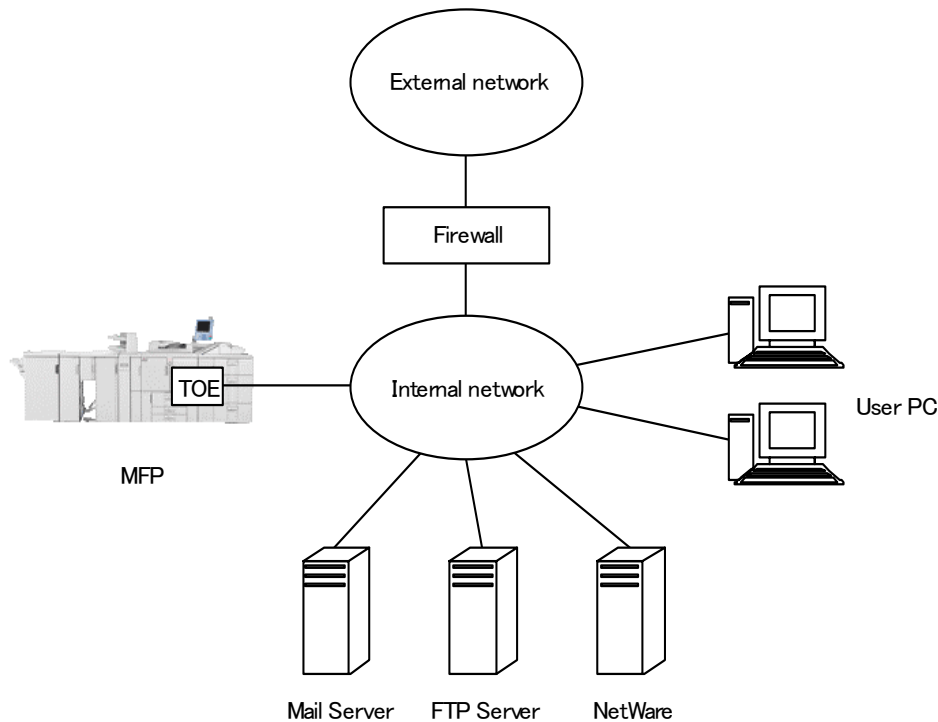 External network
Firewall
TOE
Internal network
User PC
MFP
Mail Server
FTP Server
NetWare